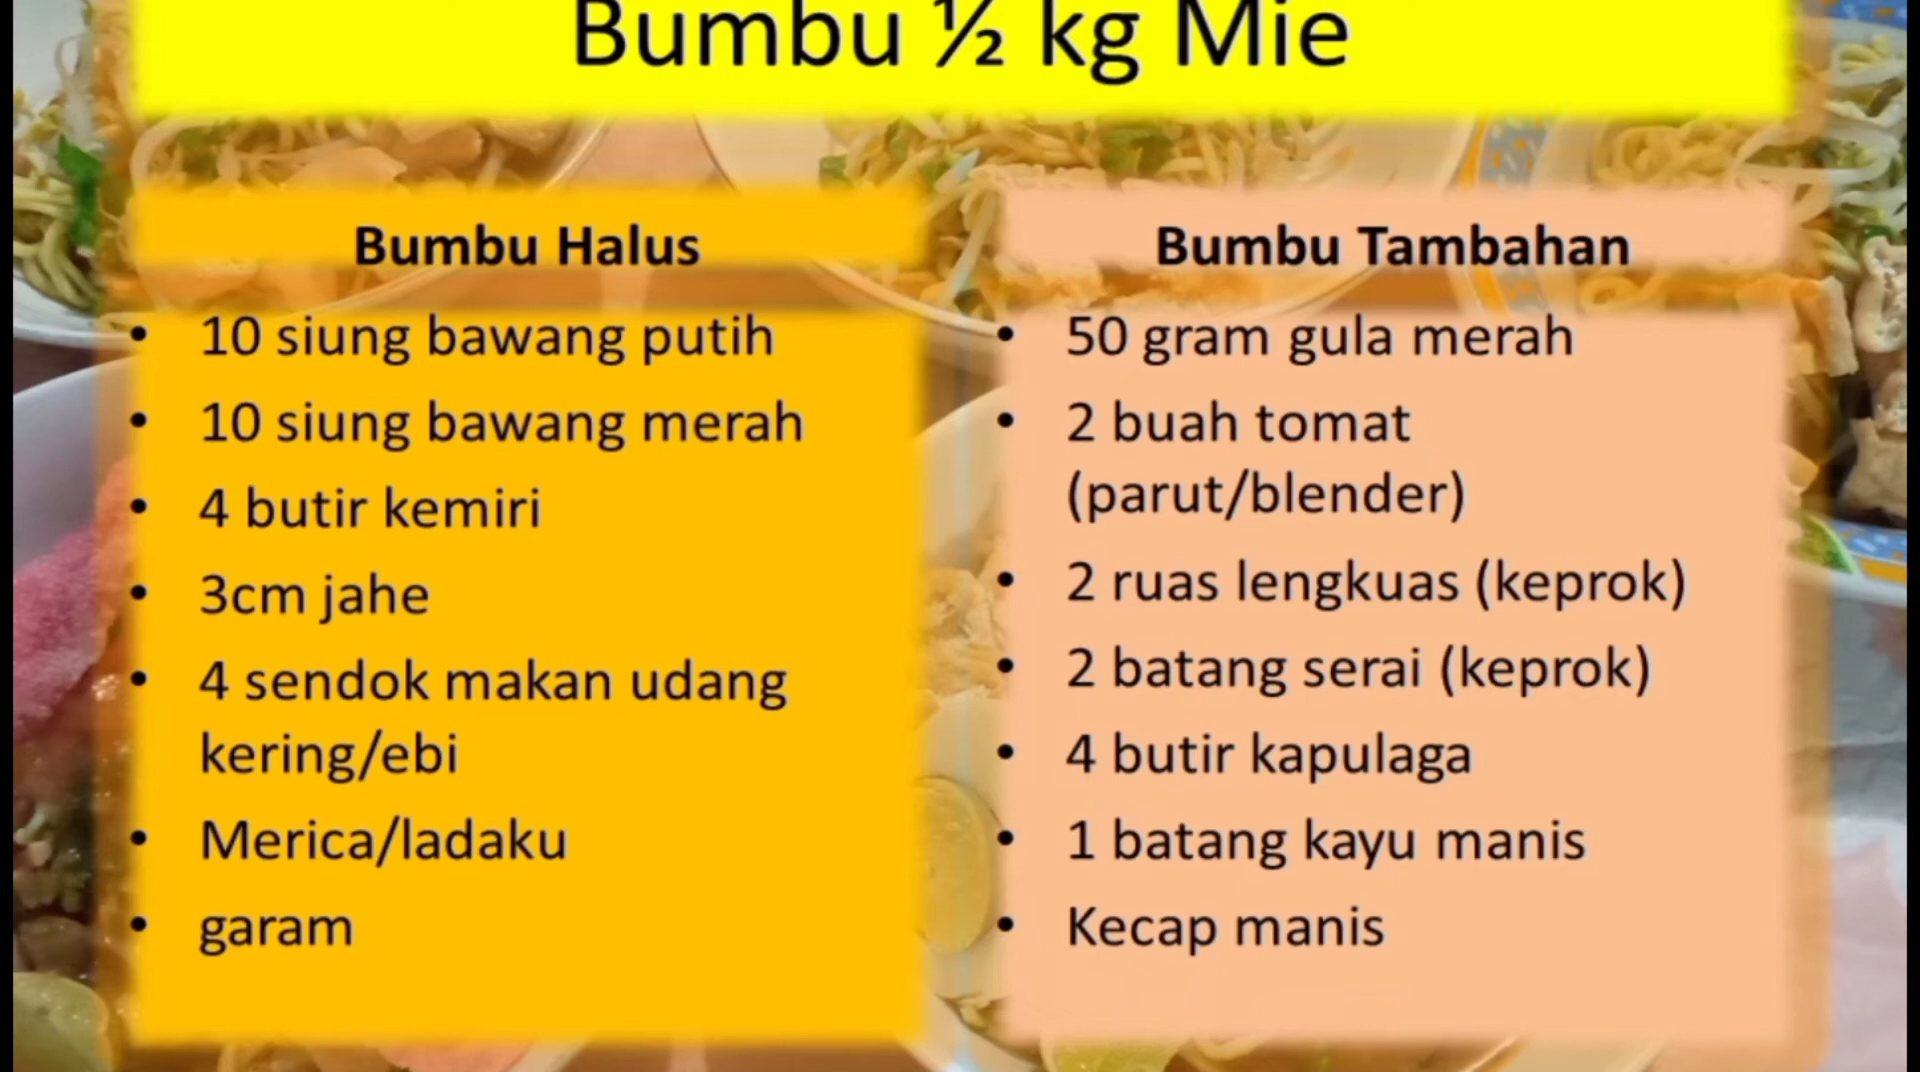 Bumbu ½ kg Mie
Bumbu Halus
• 10 siung bawang putih
• 10 siung bawang merah
• 4 butir kemiri
• 3cm jahe
• 4 sendok makan udang
kering/ebi
• Merica/ladaku
• garam
Bumbu Tambahan
• 50 gram gula merah
• 2 buah tomat
(parut/blender)
• 2 ruas lengkuas (keprok)
• 2 batang serai (keprok)
• 4 butir kapulaga
• 1 batang kayu manis
• Kecap manis